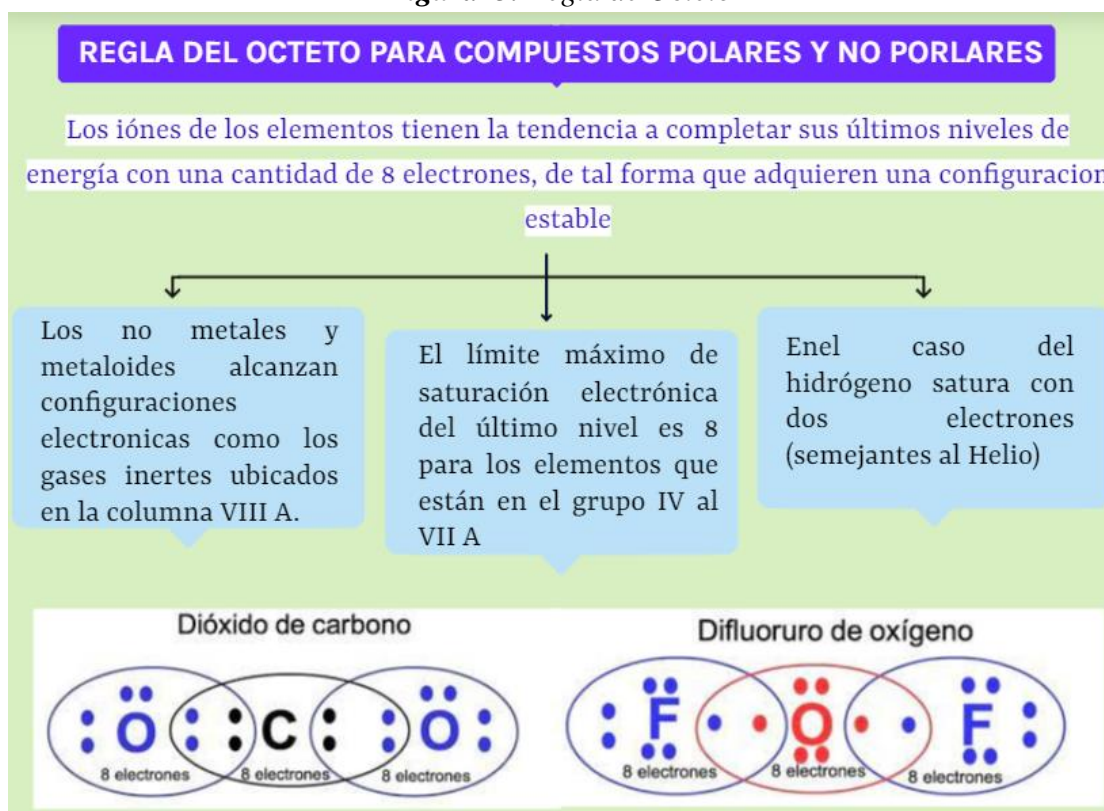 REGLA DEL OCTETO PARA COMPUESTOS POLARES Y NO PORLARES
Los iónes de los elementos tienen la tendencia a completar sus últimos niveles de
energía con una cantidad de 8 electrones, de tal forma que adquieren una configuracion
estable
Los no metales y
metaloides alcanzan
configuraciones
electronicas como los
gases inertes ubicados
en la columna VIII A.
El límite máximo de
saturación electrónica
del último nivel es 8
para los elementos que
están en el grupo IV al
VII A
Enel caso del
hidrógeno satura con
dos electrones
(semejantes al Helio)
Dióxido de carbono
O C O
8 electrones 8 electrones 8 electrones
Difluoruro de oxígeno
F O F
8 electrones 8 electrones 8 electrones